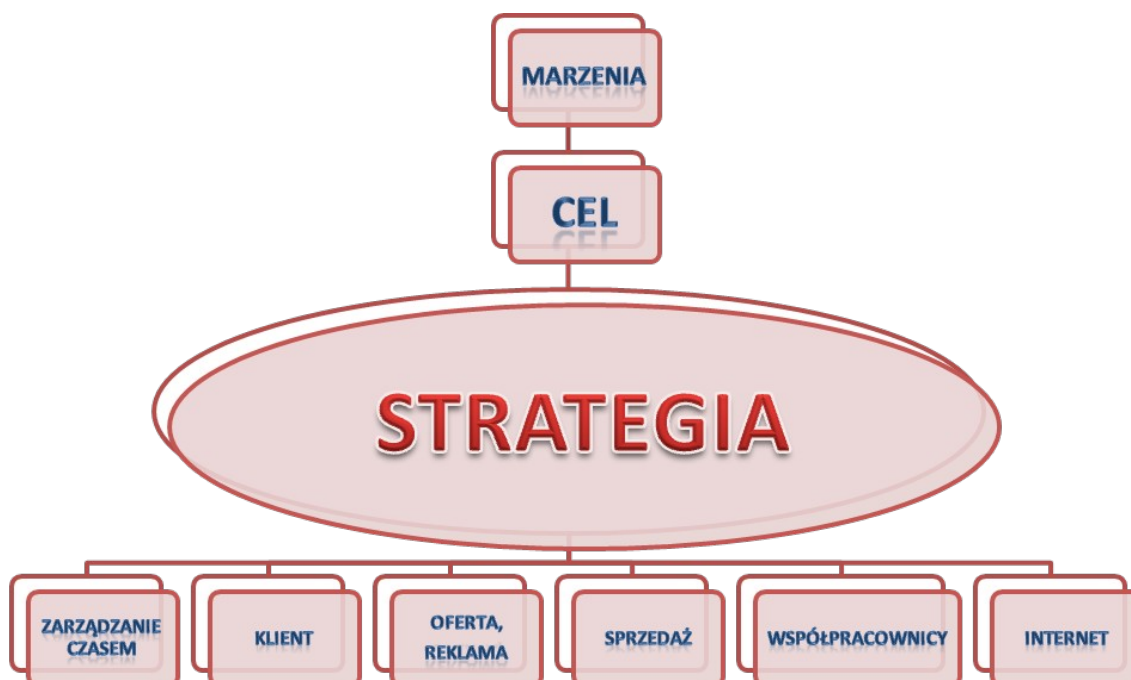 MARZENIA
CEL
STRATEGIA
ZARZĄDZANIE
CZASEM
KLIENT
OFERTA,
REKLAMA
SPRZEDAŻ
WSPÓŁPRACOWNICY
INTERNET